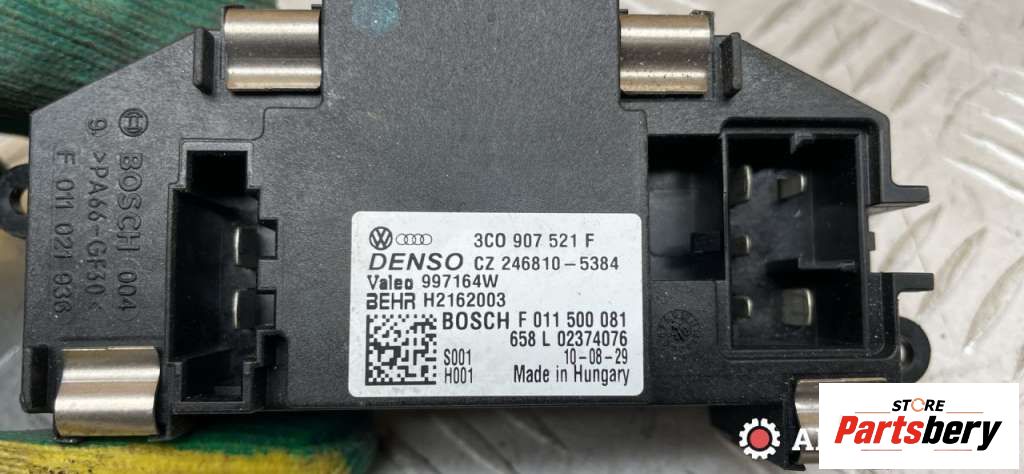 BOSCH 004
9. >PA66-GF30<
F 011 021 936
3C0 907 521 F
DENSO CZ 246810-5384
Valeo 997164W
BEHR H2162003
BOSCH F 011 500 081
658 L 02374076
S001 10-08-29
H001 Made in Hungary
STORE
Partsbery